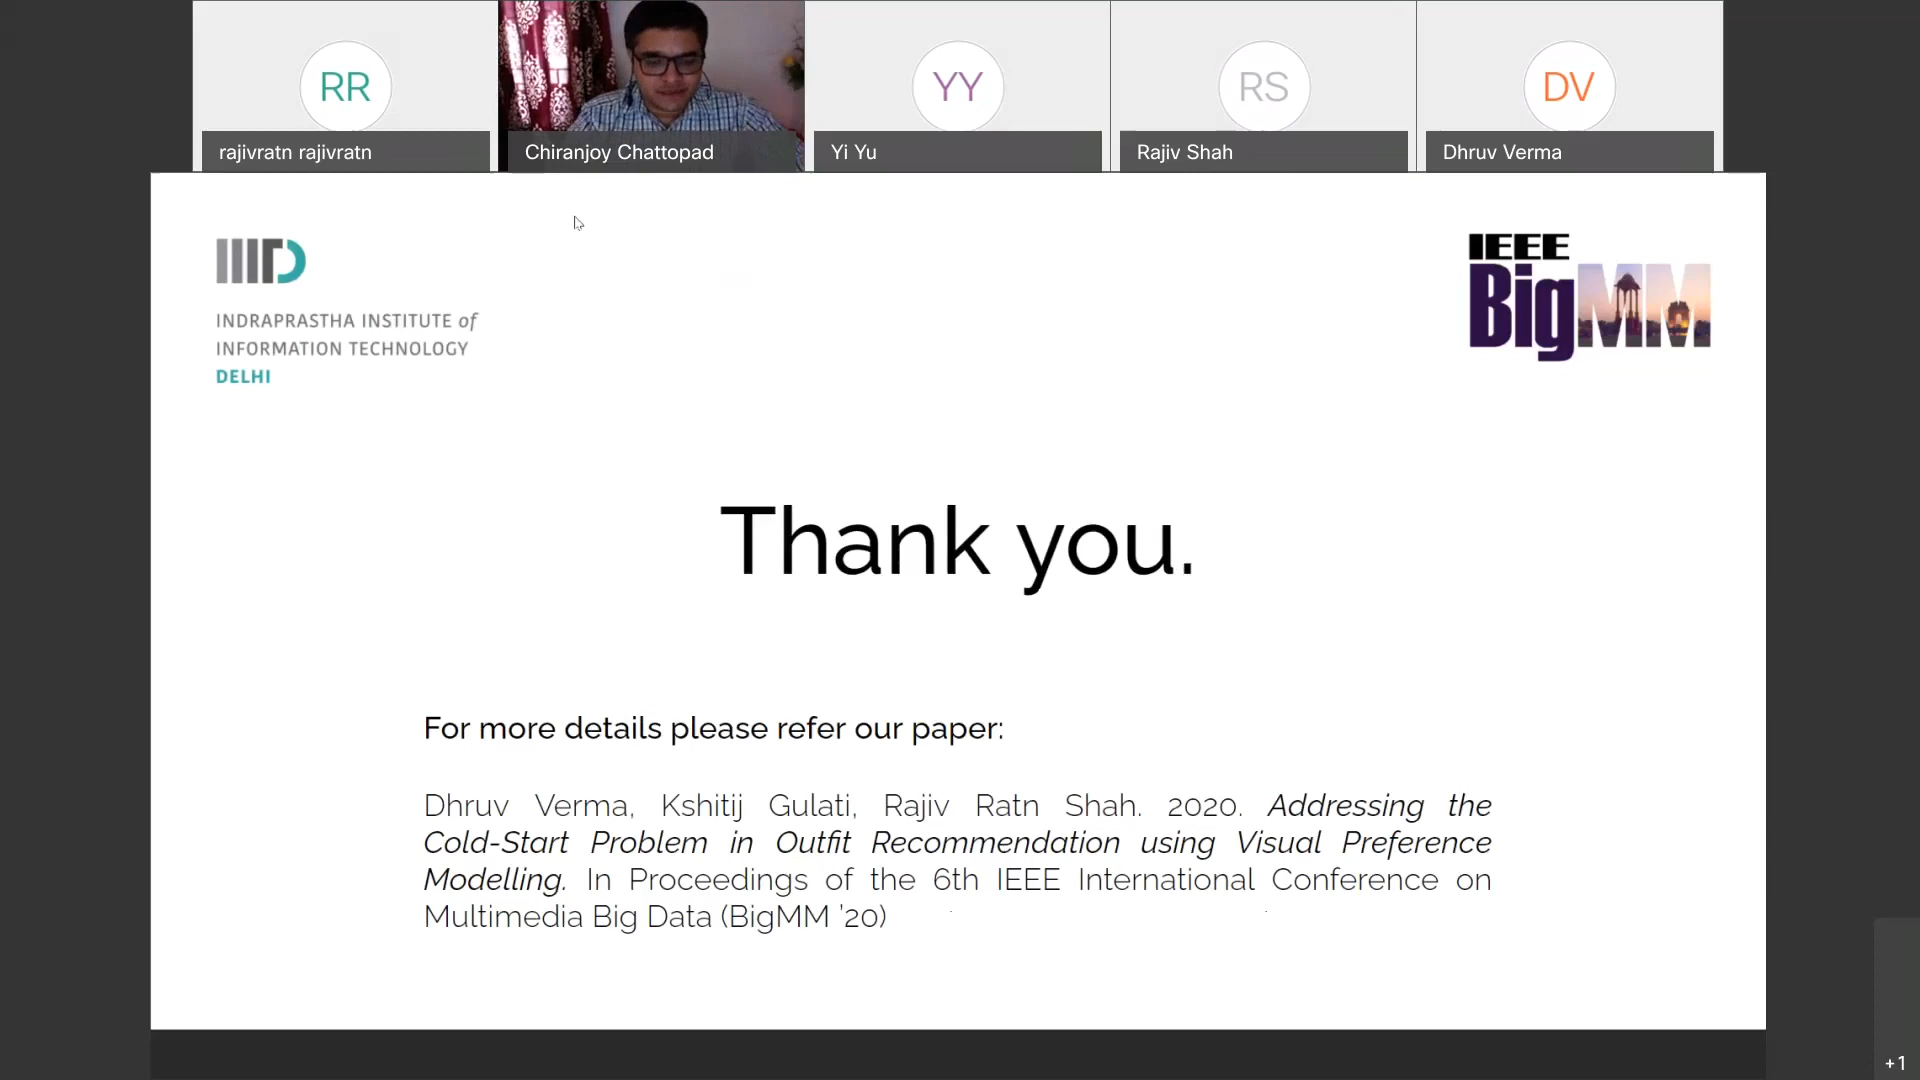 RR
YY
RS
DV
rajivratn rajivratn
Chiranjoy Chattopad
Yi Yu
Rajiv Shah
Dhruv Verma
IIITD
INDRAPRASTHA INSTITUTE of
INFORMATION TECHNOLOGY
DELHI
IEEE
BigMM
Thank you.
For more details please refer our paper:
Dhruv Verma, Kshitij Gulati, Rajiv Ratn Shah. 2020. Addressing the
Cold-Start Problem in Outfit Recommendation using Visual Preference
Modelling. In Proceedings of the 6th IEEE International Conference on
Multimedia Big Data (BigMM ’20)
+1